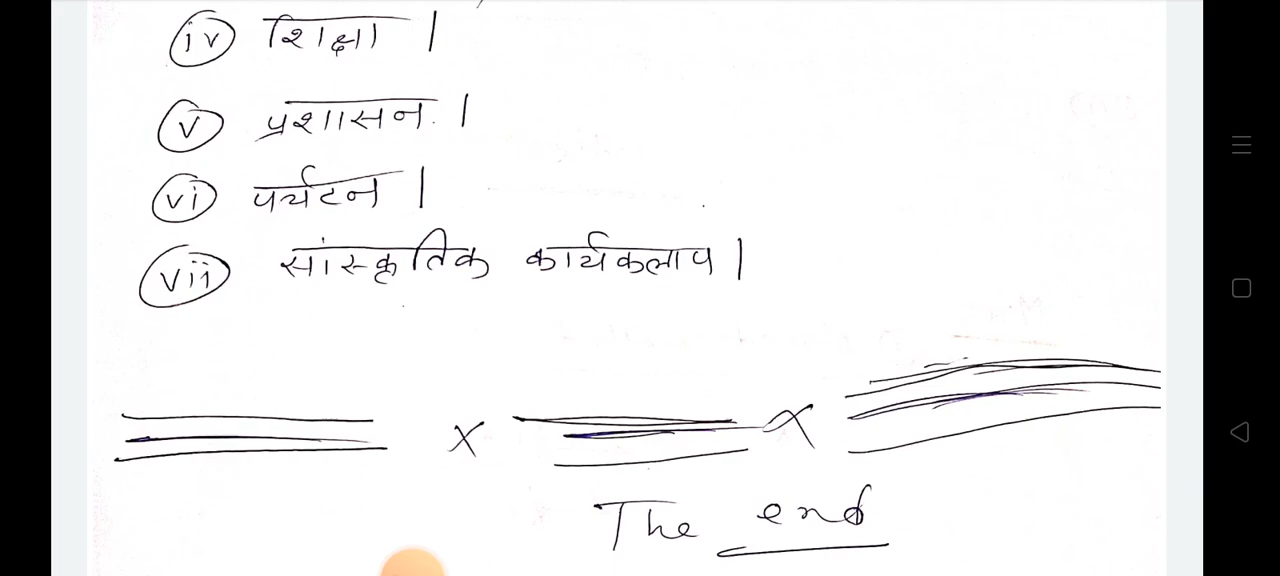 iv शिक्षा।
v प्रशासन.।
vi पर्यटन।
vii सांस्कृतिक कार्यकलाप।
x x
The end